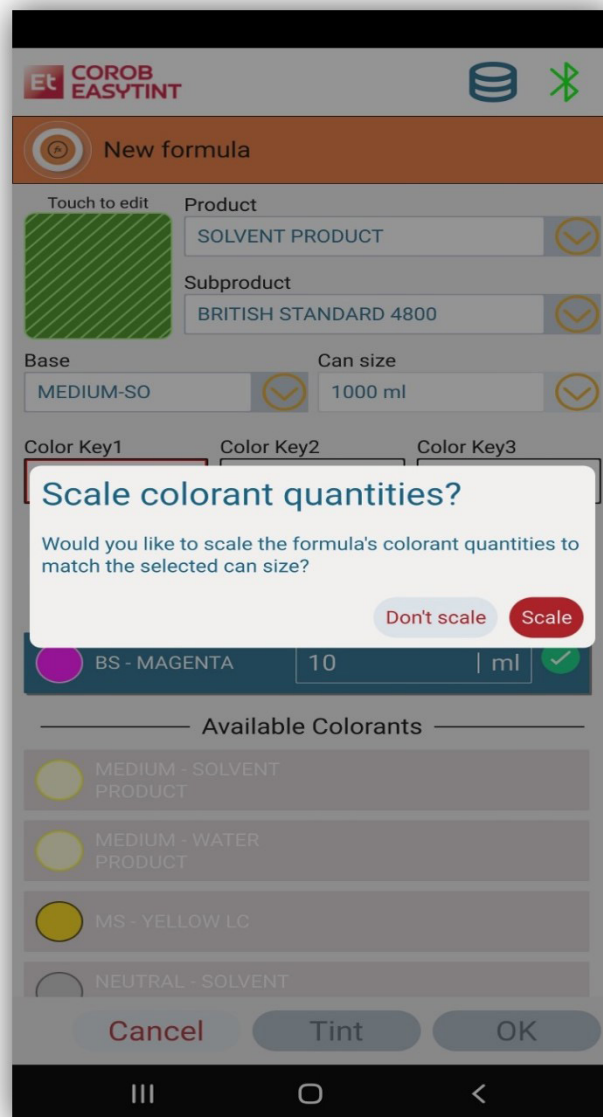 Et COROB
EASYTINT
fx New formula
Touch to edit Product
SOLVENT PRODUCT
Subproduct
BRITISH STANDARD 4800
Base Can size
MEDIUM-SO 1000 ml
Color Key1 Color Key2 Color Key3
Scale colorant quantities?
Would you like to scale the formula's colorant quantities to
match the selected can size?
Don't scale Scale
BS - MAGENTA 10 | ml
Available Colorants
MEDIUM - SOLVENT
PRODUCT
MEDIUM - WATER
PRODUCT
MS - YELLOW LC
NEUTRAL - SOLVENT
Cancel Tint OK